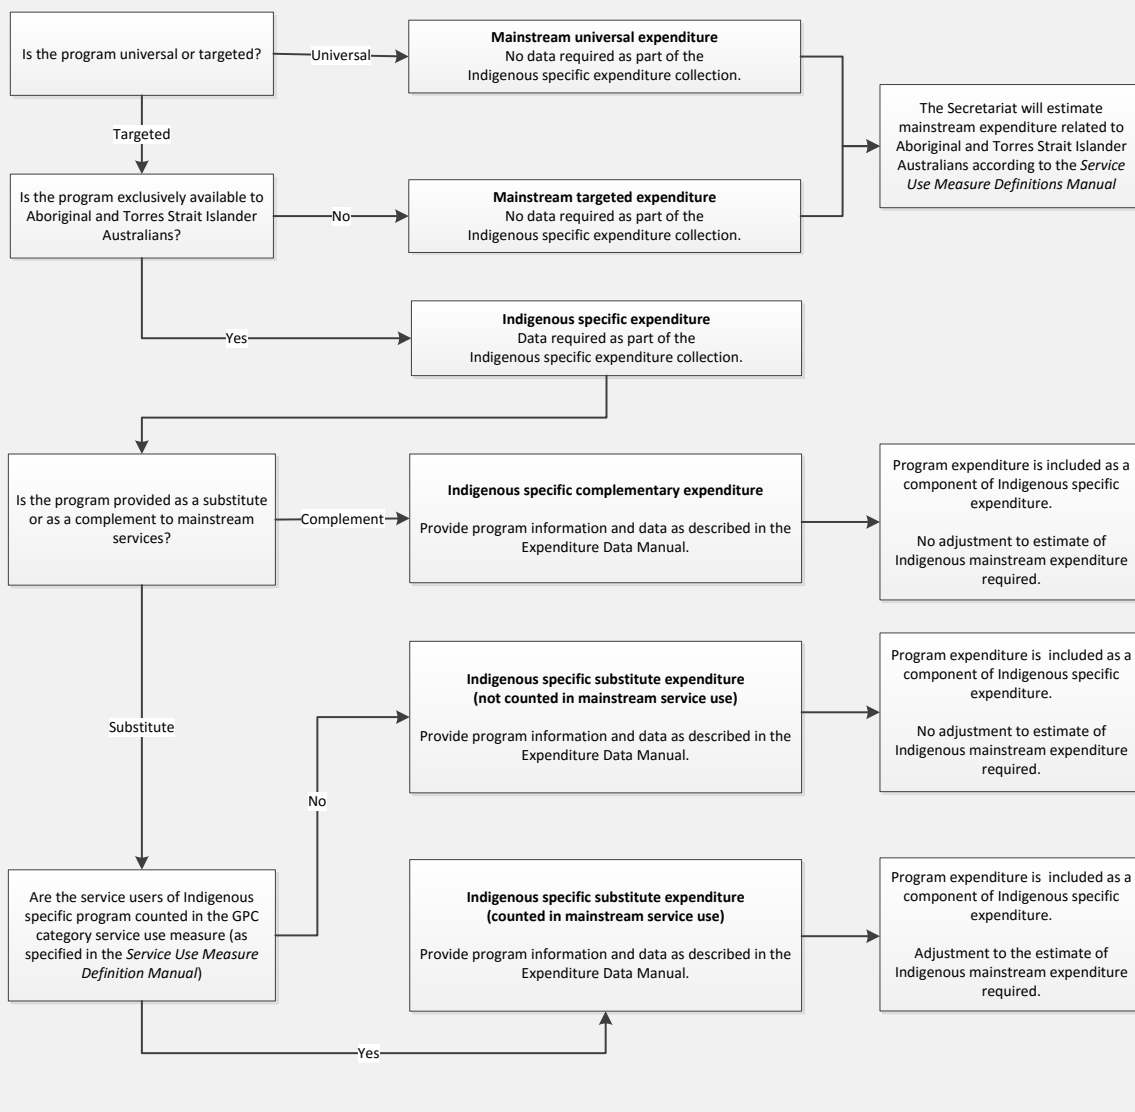 Is the program universal or targeted?
Universal
Mainstream universal expenditure
No data required as part of the
Indigenous specific expenditure collection.
The Secretariat will estimate
mainstream expenditure related to
Aboriginal and Torres Strait Islander
Australians according to the Service
Use Measure Definitions Manual
Targeted
Is the program exclusively available to
Aboriginal and Torres Strait Islander
Australians?
No
Mainstream targeted expenditure
No data required as part of the
Indigenous specific expenditure collection.
Yes
Indigenous specific expenditure
Data required as part of the
Indigenous specific expenditure collection.
Is the program provided as a substitute
or as a complement to mainstream
services?
Complement
Indigenous specific complementary expenditure
Provide program information and data as described in the
Expenditure Data Manual.
Program expenditure is included as a
component of Indigenous specific
expenditure.
No adjustment to estimate of
Indigenous mainstream expenditure
required.
Substitute
No
Indigenous specific substitute expenditure
(not counted in mainstream service use)
Provide program information and data as described in the
Expenditure Data Manual.
Program expenditure is  included as a
component of Indigenous specific
expenditure.
No adjustment to estimate of
Indigenous mainstream expenditure
required.
Are the service users of Indigenous
specific program counted in the GPC
category service use measure (as
specified in the Service Use Measure
Definition Manual)
Yes
Indigenous specific substitute expenditure
(counted in mainstream service use)
Provide program information and data as described in the
Expenditure Data Manual.
Program expenditure is  included as a
component of Indigenous specific
expenditure.
Adjustment to the estimate of
Indigenous mainstream expenditure
required.